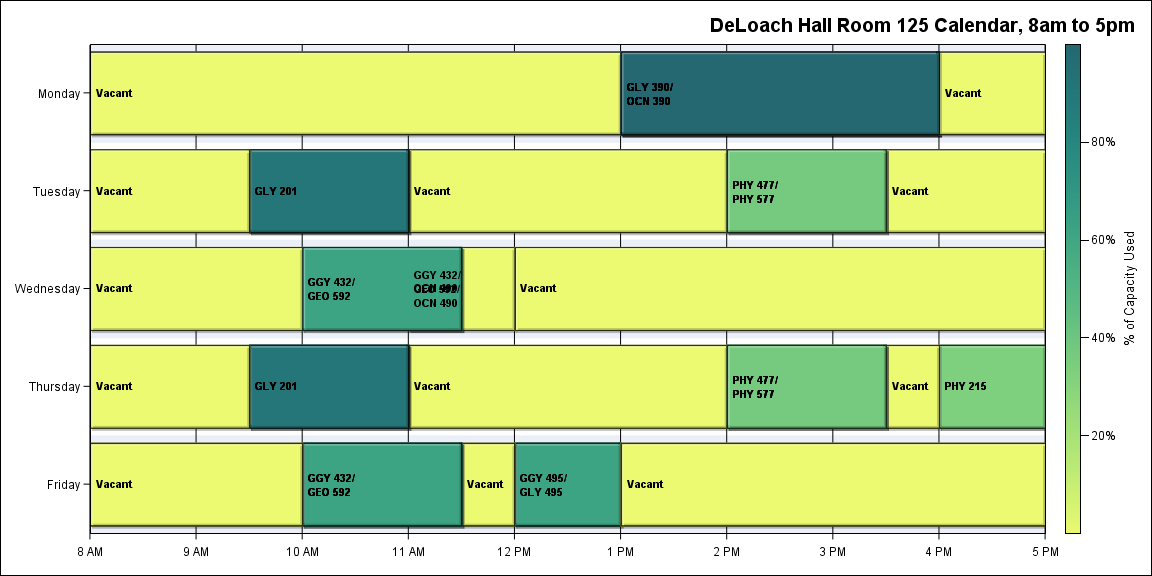 DeLoach Hall Room 125 Calendar, 8am to 5pm
Monday
Vacant
GLY 390/
OCN 390
Vacant
Tuesday
Vacant
GLY 201
Vacant
PHY 477/
PHY 577
Vacant
Wednesday
Vacant
GGY 432/
GEO 592
GGY 432/
OCN 490
Vacant
Thursday
Vacant
GLY 201
Vacant
PHY 477/
PHY 577
Vacant
PHY 215
Friday
Vacant
GGY 432/
GEO 592
Vacant
GGY 495/
GLY 495
Vacant
8 AM
9 AM
10 AM
11 AM
12 PM
1 PM
2 PM
3 PM
4 PM
5 PM
80%
60%
40%
20%
% of Capacity Used